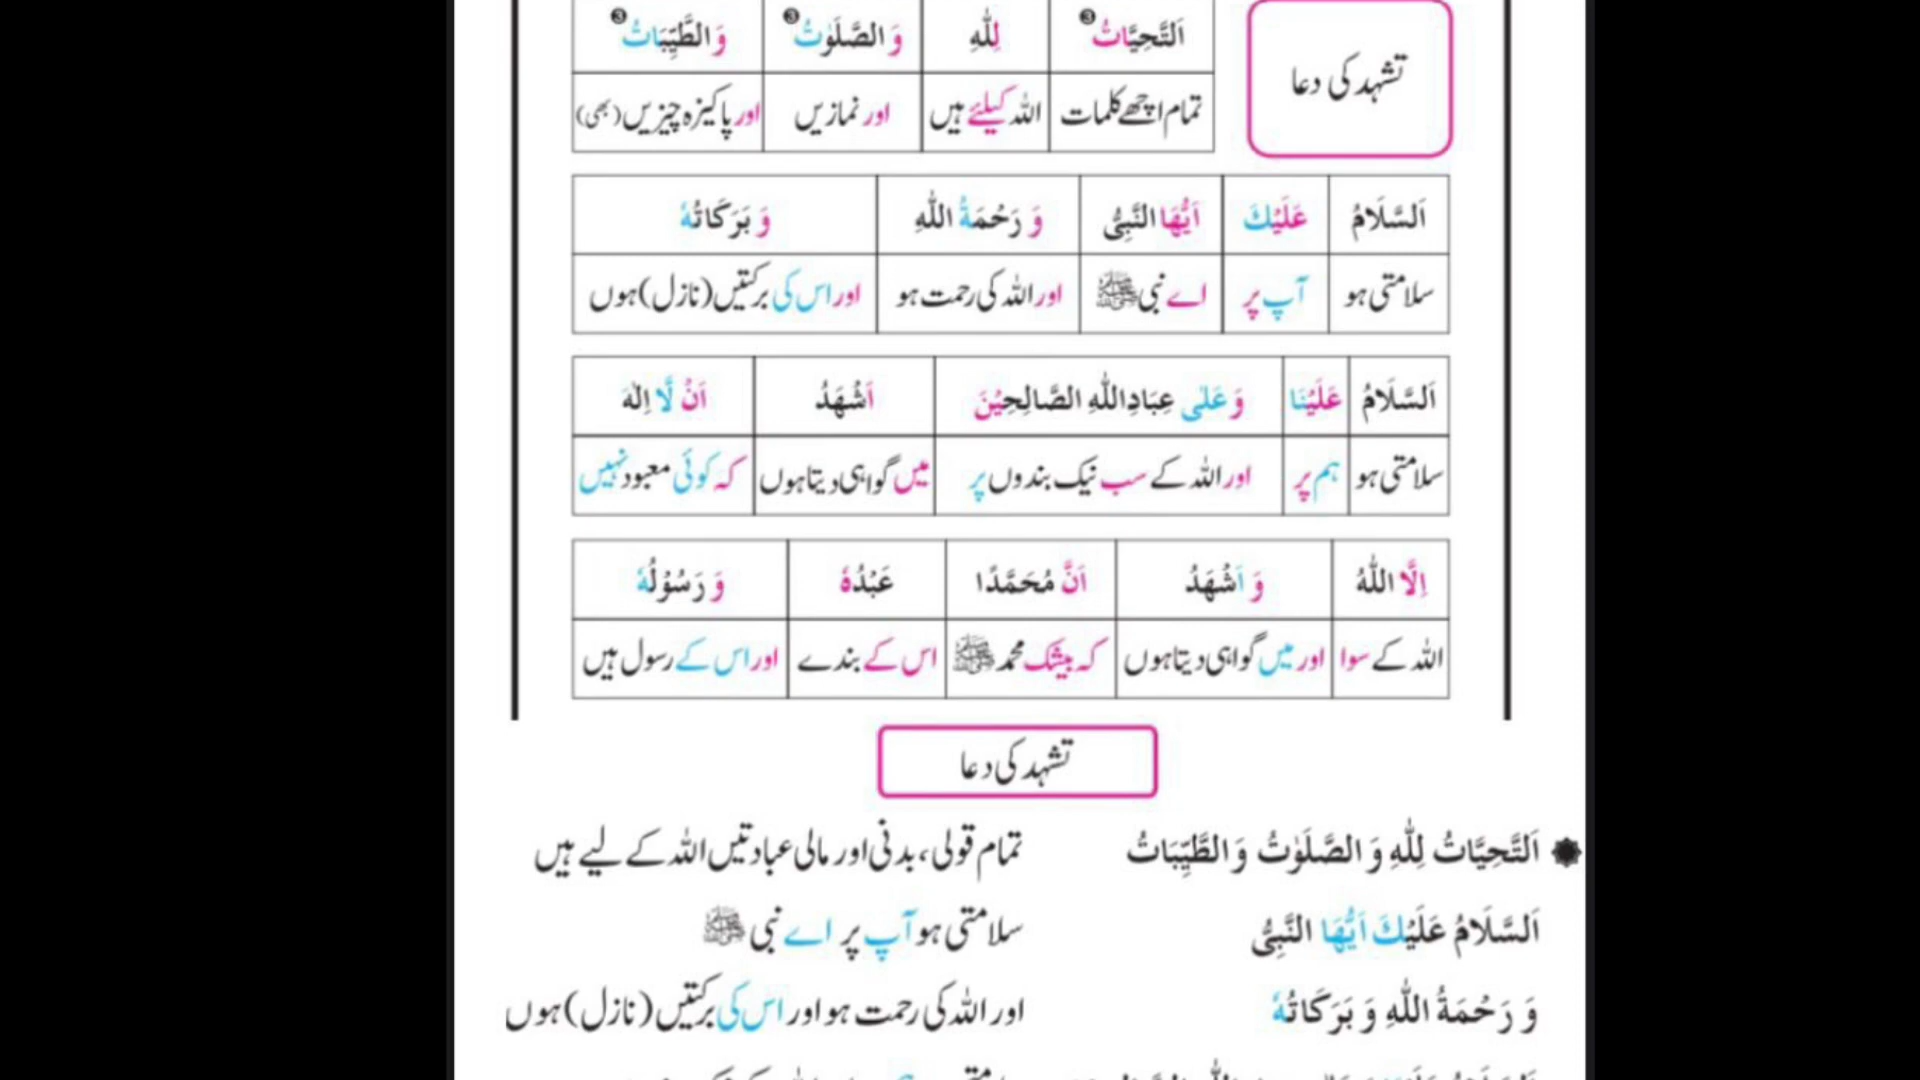 تشہد کی دعا
اَلتَّحِیَّاتُ❸ لِلّٰہِ وَ الصَّلَوٰتُ❸ وَ الطَّیِّبَاتُ❸
تمام اچھے کلمات اللہ کیلئے ہیں اور نمازیں اور پاکیزہ چیزیں (بھی)
اَلسَّلَامُ عَلَیْكَ اَیُّھَا النَّبِیُّ وَ رَحْمَةُ اللّٰہِ وَ بَرَكَاتُهٗ
سلامتی ہو آپ پر اے نبی ﷺ اور اللہ کی رحمت ہو اور اس کی برکتیں (نازل) ہوں
اَلسَّلَامُ عَلَیْنَا وَ عَلٰی عِبَادِاللّٰہِ الصَّالِحِیْنَ اَشْھَدُ اَنْ لَّا اِلٰهَ
سلامتی ہو ہم پر اور اللہ کے سب نیک بندوں پر میں گواہی دیتا ہوں کہ کوئی معبود نہیں
اِلَّا اللّٰهُ وَ اَشْھَدُ اَنَّ مُحَمَّدًا عَبْدُهٗ وَ رَسُوْلُهٗ
اللہ کے سوا اور میں گواہی دیتا ہوں کہ بیشک محمد ﷺ اس کے بندے اور اس کے رسول ہیں
تشہد کی دعا
اَلتَّحِیَّاتُ لِلّٰہِ وَ الصَّلَوٰتُ وَ الطَّیِّبَاتُ تمام قولی، بدنی اور مالی عبادتیں اللہ کے لیے ہیں
اَلسَّلَامُ عَلَیْكَ اَیُّھَا النَّبِیُّ سلامتی ہو آپ پر اے نبی ﷺ
وَ رَحْمَةُ اللّٰہِ وَ بَرَكَاتُهٗ اور اللہ کی رحمت ہو اور اس کی برکتیں (نازل) ہوں